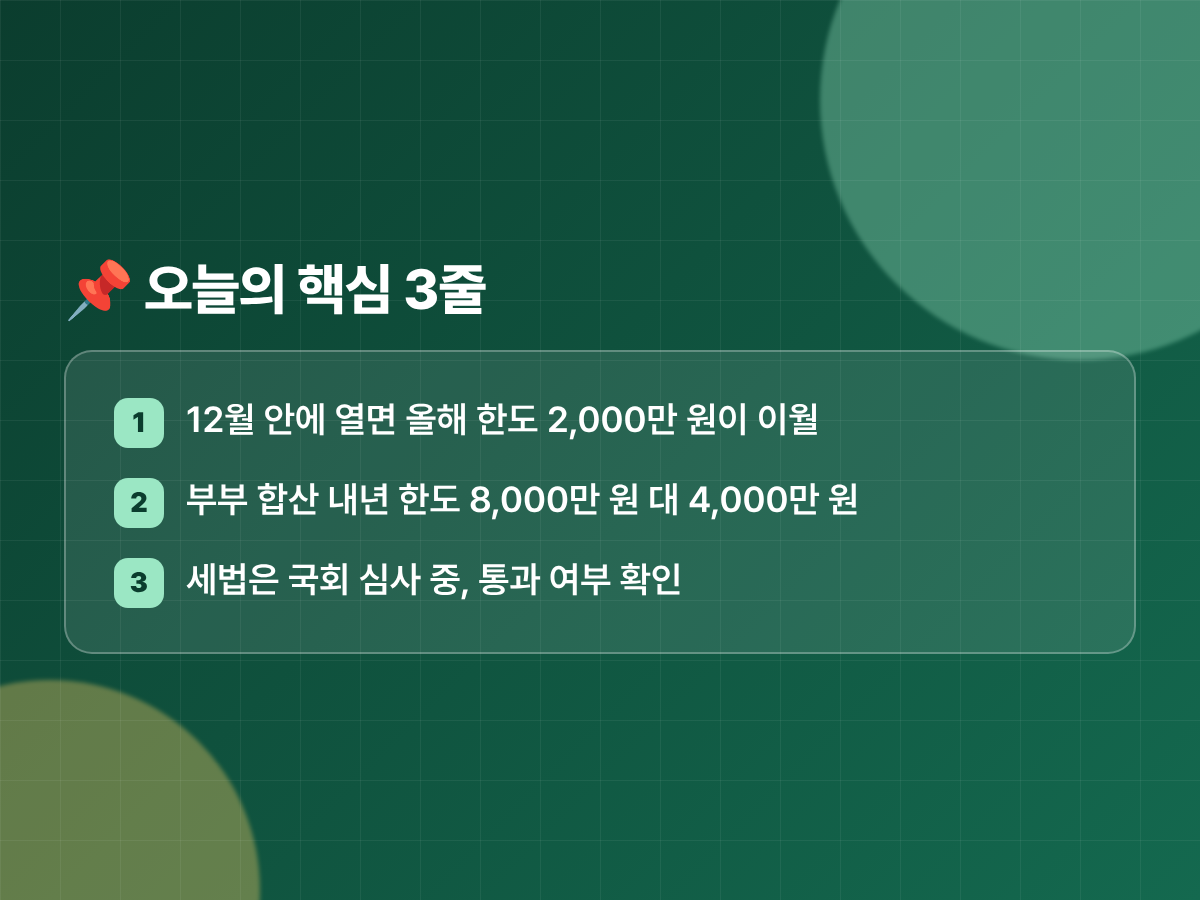 📌 오늘의 핵심 3줄
1 12월 안에 열면 올해 한도 2,000만 원이 이월
2 부부 합산 내년 한도 8,000만 원 대 4,000만 원
3 세법은 국회 심사 중, 통과 여부 확인